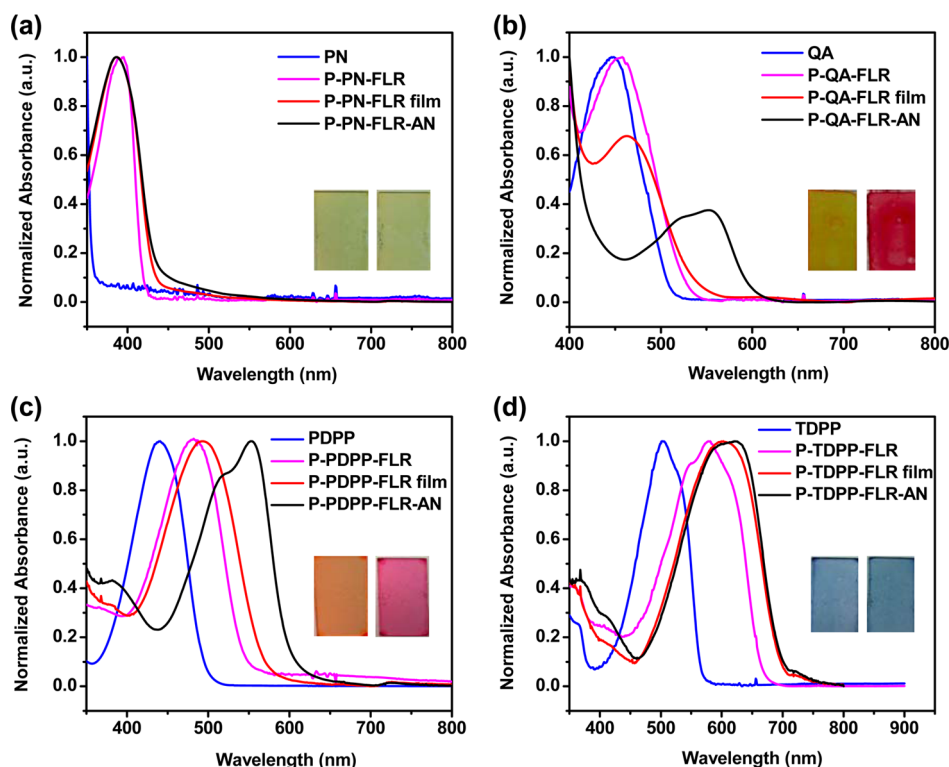 (a)
Normalized Absorbance (a.u.)
1.0
0.8
0.6
0.4
0.2
0.0
PN
P-PN-FLR
P-PN-FLR film
P-PN-FLR-AN
400 500 600 700 800
Wavelength (nm)
(b)
Normalized Absorbance (a.u.)
1.0
0.8
0.6
0.4
0.2
0.0
QA
P-QA-FLR
P-QA-FLR film
P-QA-FLR-AN
400 500 600 700 800
Wavelength (nm)
(c)
Normalized Absorbance (a.u.)
1.0
0.8
0.6
0.4
0.2
0.0
PDPP
P-PDPP-FLR
P-PDPP-FLR film
P-PDPP-FLR-AN
400 500 600 700 800
Wavelength (nm)
(d)
Normalized Absorbance (a.u.)
1.0
0.8
0.6
0.4
0.2
0.0
TDPP
P-TDPP-FLR
P-TDPP-FLR film
P-TDPP-FLR-AN
400 500 600 700 800 900
Wavelength (nm)